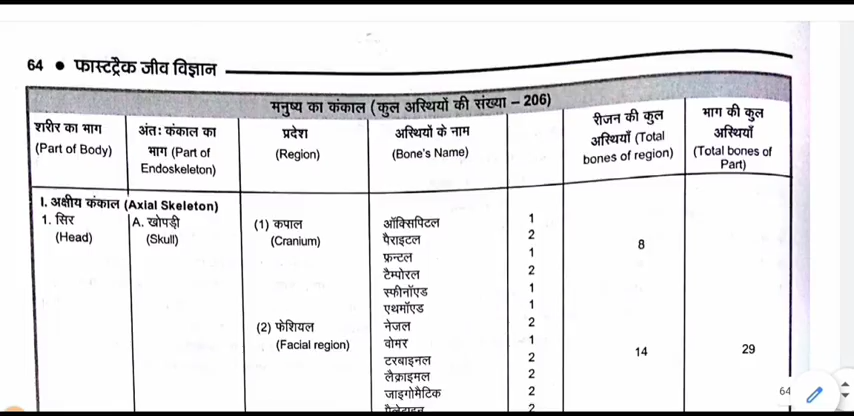 64 ● फास्टट्रैक जीव विज्ञान
मनुष्य का कंकाल (कुल अस्थियों की संख्या – 206)
शरीर का भाग (Part of Body)
अंतः कंकाल का भाग (Part of Endoskeleton)
प्रदेश (Region)
अस्थियों के नाम (Bone's Name)
रीजन की कुल अस्थियाँ (Total bones of region)
भाग की कुल अस्थियाँ (Total bones of Part)
I. अक्षीय कंकाल (Axial Skeleton)
1. सिर (Head)
A. खोपड़ी (Skull)
(1) कपाल (Cranium)
ऑक्सिपिटल 1
पैराइटल 2
फ्रन्टल 1
टैम्पोरल 2
स्फीनॉएड 1
एथमॉएड 1
8
(2) फेशियल (Facial region)
नेजल 2
वोमर 1
टरबाइनल 2
लैक्राइमल 2
जाइगोमैटिक 2
पैलेटाइन 2
14
29
64